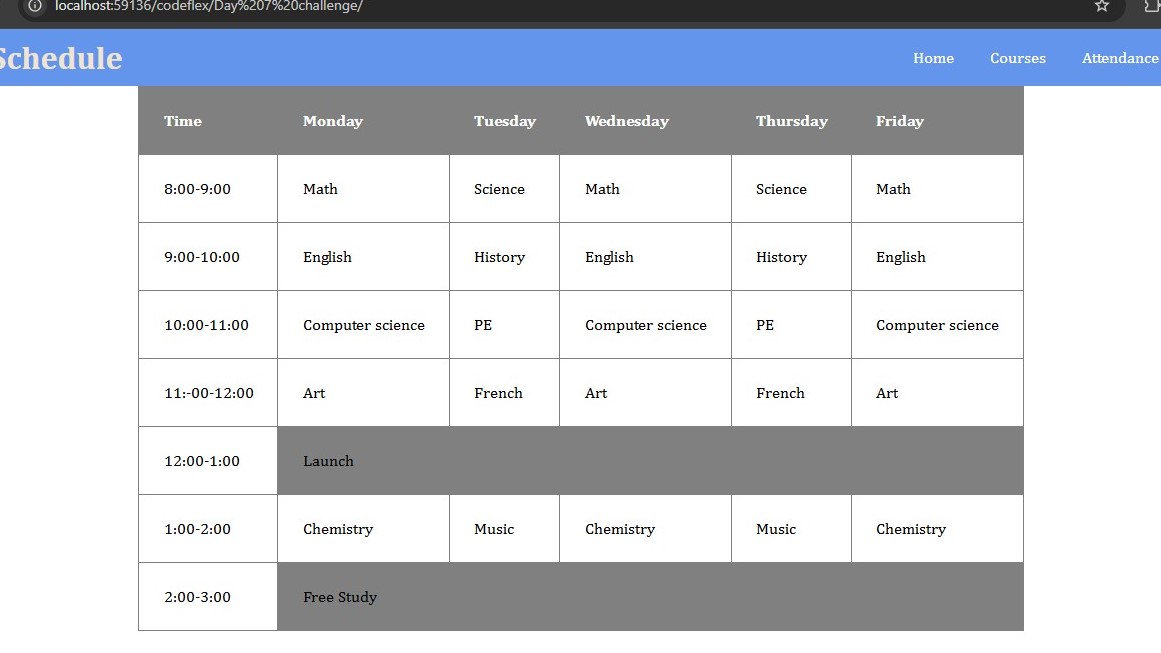 localhost:59136/codeflex/Day%207%20challenge/
Schedule Home Courses Attendance
Time Monday Tuesday Wednesday Thursday Friday
8:00-9:00 Math Science Math Science Math
9:00-10:00 English History English History English
10:00-11:00 Computer science PE Computer science PE Computer science
11:-00-12:00 Art French Art French Art
12:00-1:00 Launch
1:00-2:00 Chemistry Music Chemistry Music Chemistry
2:00-3:00 Free Study